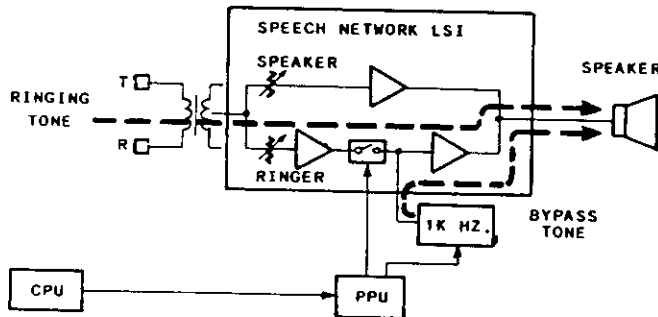 SPEECH NETWORK LSI
SPEAKER
SPEAKER
T
RINGING
TONE
R
RINGER
1K HZ.
BYPASS
TONE
CPU
PPU